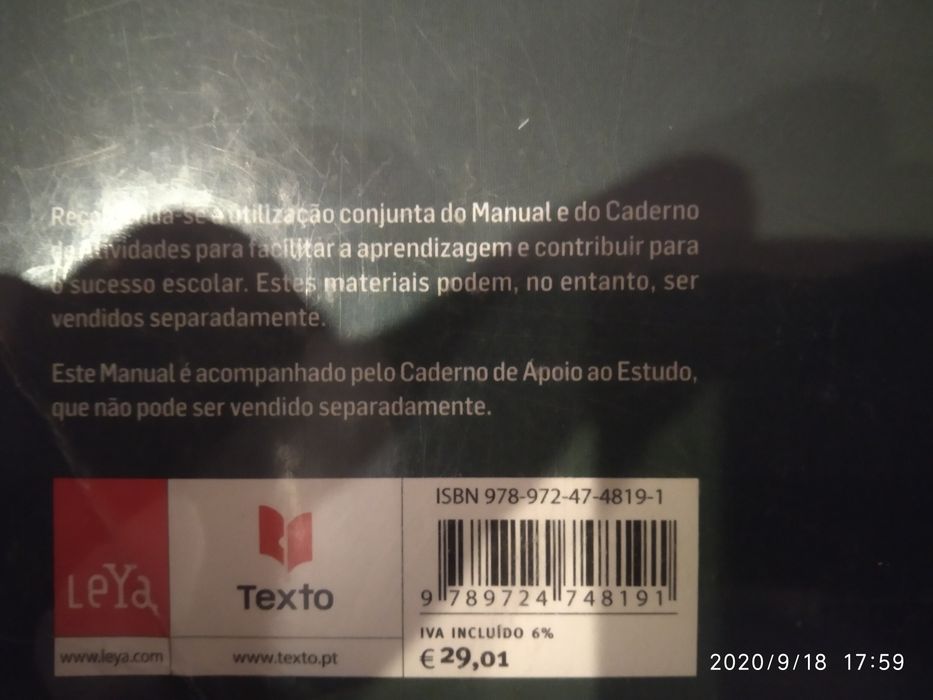 Recomenda-se a utilização conjunta do Manual e do Caderno
de Atividades para facilitar a aprendizagem e contribuir para
o sucesso escolar. Estes materiais podem, no entanto, ser
vendidos separadamente.
Este Manual é acompanhado pelo Caderno de Apoio ao Estudo,
que não pode ser vendido separadamente.
LeYa
www.leya.com
Texto
www.texto.pt
ISBN 978-972-47-4819-1
9 789724 748191
IVA INCLUÍDO 6%
€ 29,01
2020/9/18 17:59